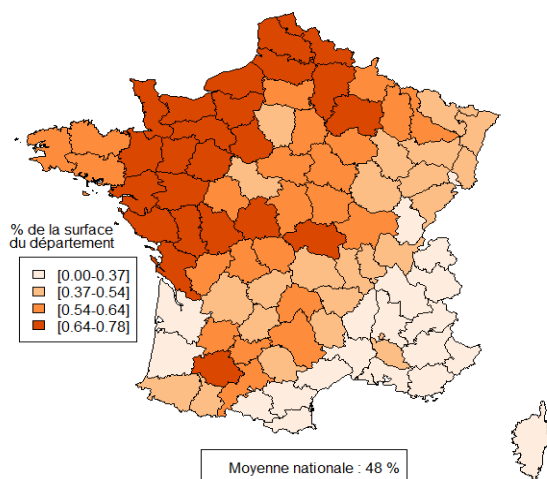 % de la surface
du département
[0.00-0.37]
[0.37-0.54]
[0.54-0.64]
[0.64-0.78]
Moyenne nationale : 48 %